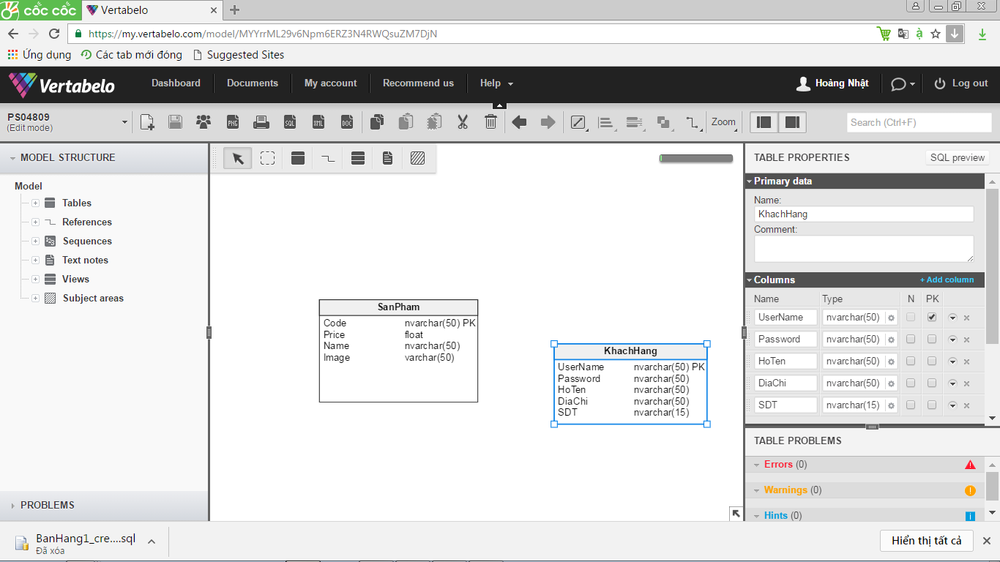 cốc cốc
Vertabelo
https://my.vertabelo.com/model/MYYrrML29v6Npm6ERZ3N4RWQsuZM7DjN
Ứng dụng
Các tab mới đóng
Suggested Sites
Vertabelo
Dashboard
Documents
My account
Recommend us
Help
Hoàng Nhật
Log out
PS04809
(Edit mode)
PNG
SQL
XML
DOC
Zoom
Search (Ctrl+F)
MODEL STRUCTURE
Model
Tables
References
123
Sequences
Text notes
Views
Subject areas
PROBLEMS
SanPham
Code nvarchar(50) PK
Price float
Name nvarchar(50)
Image varchar(50)
KhachHang
UserName nvarchar(50) PK
Password nvarchar(50)
HoTen nvarchar(50)
DiaChi nvarchar(50)
SDT nvarchar(15)
TABLE PROPERTIES
SQL preview
Primary data
Name:
KhachHang
Comment:
Columns
+ Add column
Name Type N PK
UserName nvarchar(50)
Password nvarchar(50)
HoTen nvarchar(50)
DiaChi nvarchar(50)
SDT nvarchar(15)
TABLE PROBLEMS
Errors (0)
Warnings (0)
Hints (0)
BanHang1_cre....sql
Đã xóa
Hiển thị tất cả